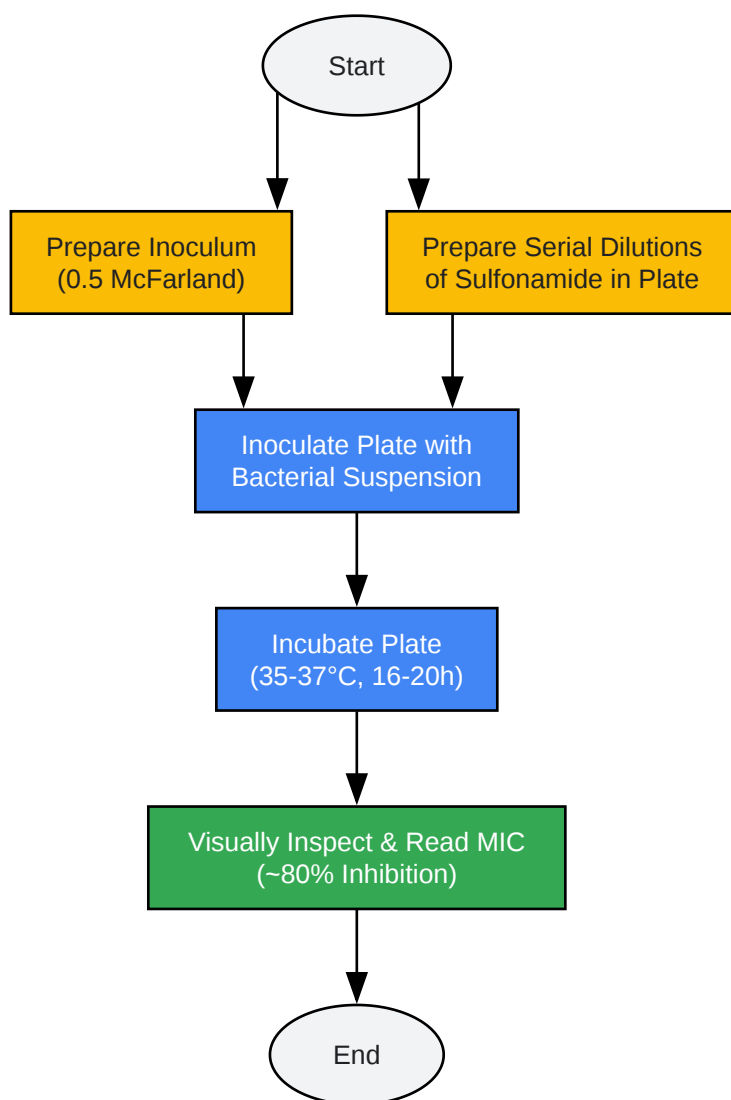 Start
Prepare Inoculum
(0.5 McFarland)
Prepare Serial Dilutions
of Sulfonamide in Plate
Inoculate Plate with
Bacterial Suspension
Incubate Plate
(35-37°C, 16-20h)
Visually Inspect & Read MIC
(~80% Inhibition)
End